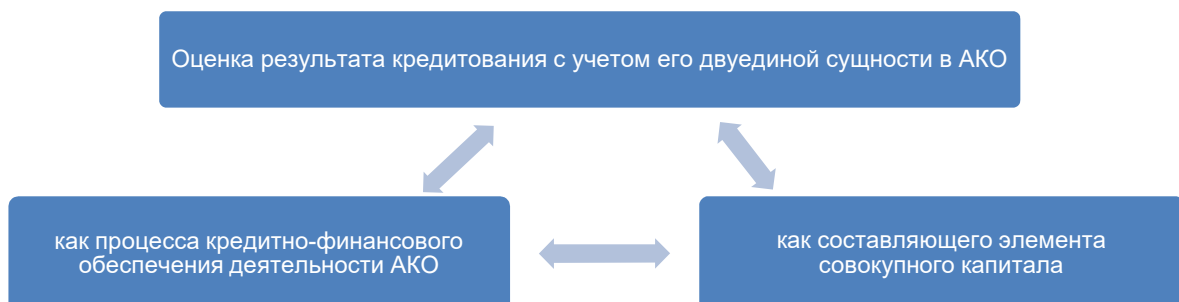 Оценка результата кредитования с учетом его двуединой сущности в АКО
как процесса кредитно-финансового
обеспечения деятельности АКО
как составляющего элемента
совокупного капитала